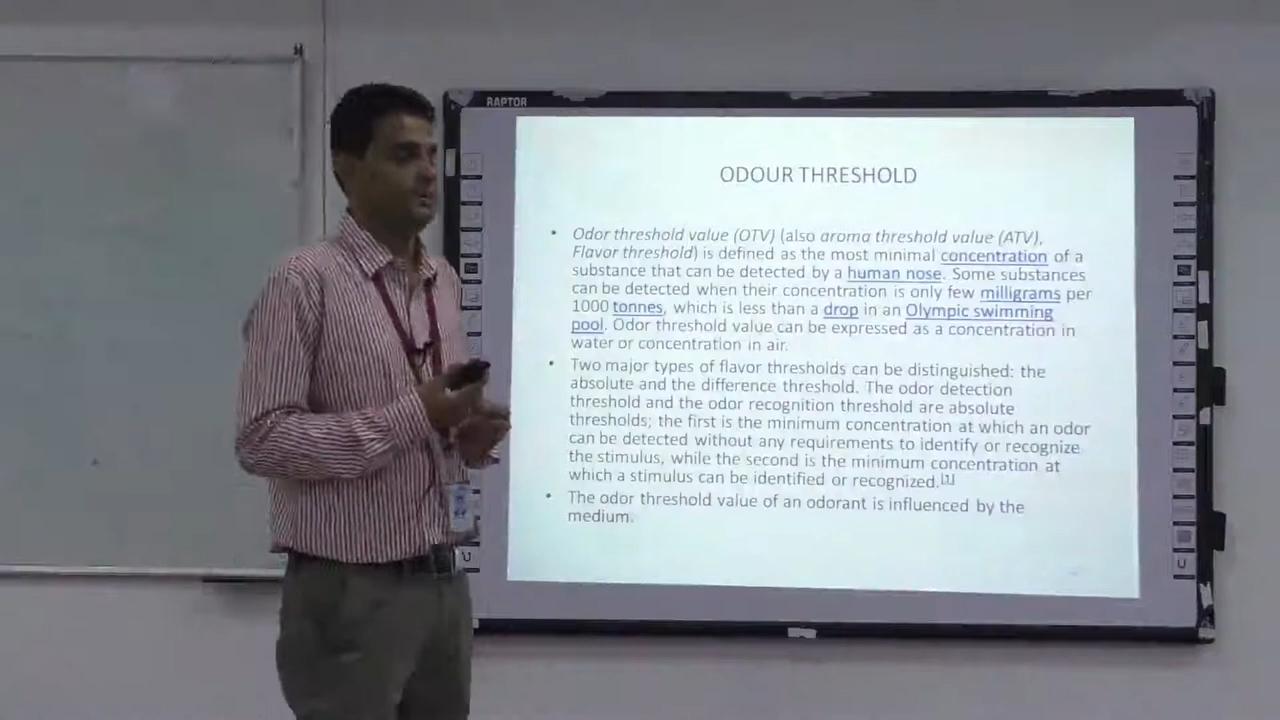 RAPTOR
ODOUR THRESHOLD
• Odor threshold value (OTV) (also aroma threshold value (ATV),
Flavor threshold) is defined as the most minimal concentration of a
substance that can be detected by a human nose. Some substances
can be detected when their concentration is only few milligrams per
1000 tonnes, which is less than a drop in an Olympic swimming
pool. Odor threshold value can be expressed as a concentration in
water or concentration in air.
• Two major types of flavor thresholds can be distinguished: the
absolute and the difference threshold. The odor detection
threshold and the odor recognition threshold are absolute
thresholds; the first is the minimum concentration at which an odor
can be detected without any requirements to identify or recognize
the stimulus, while the second is the minimum concentration at
which a stimulus can be identified or recognized.[1]
• The odor threshold value of an odorant is influenced by the
medium.